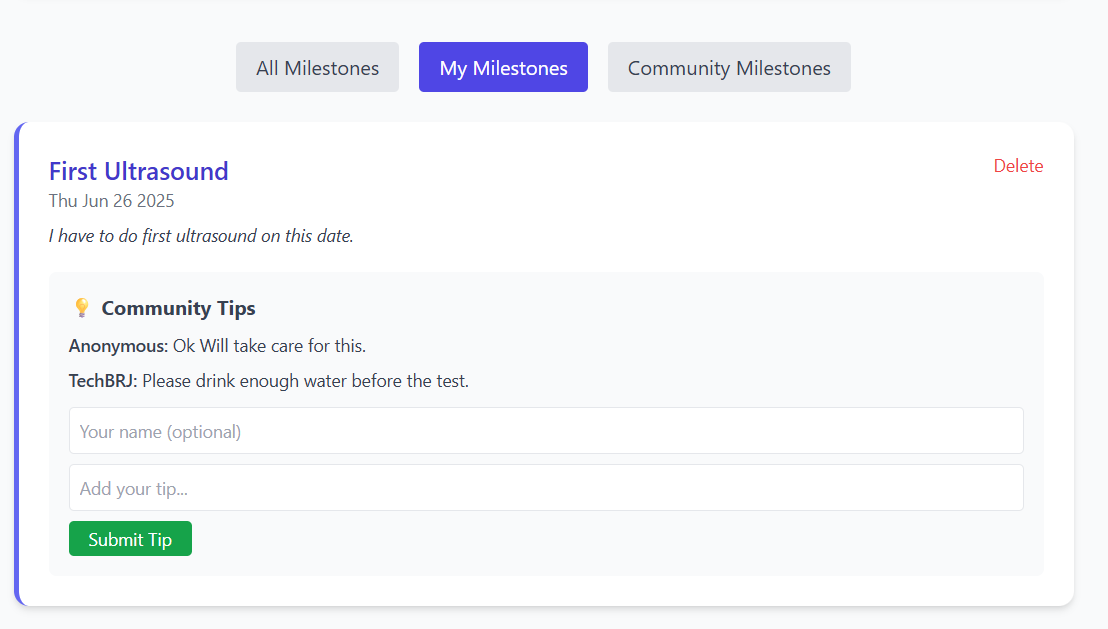 All Milestones My Milestones Community Milestones
First Ultrasound Delete
Thu Jun 26 2025
I have to do first ultrasound on this date.
Community Tips
Anonymous: Ok Will take care for this.
TechBRJ: Please drink enough water before the test.
Your name (optional)
Add your tip...
Submit Tip